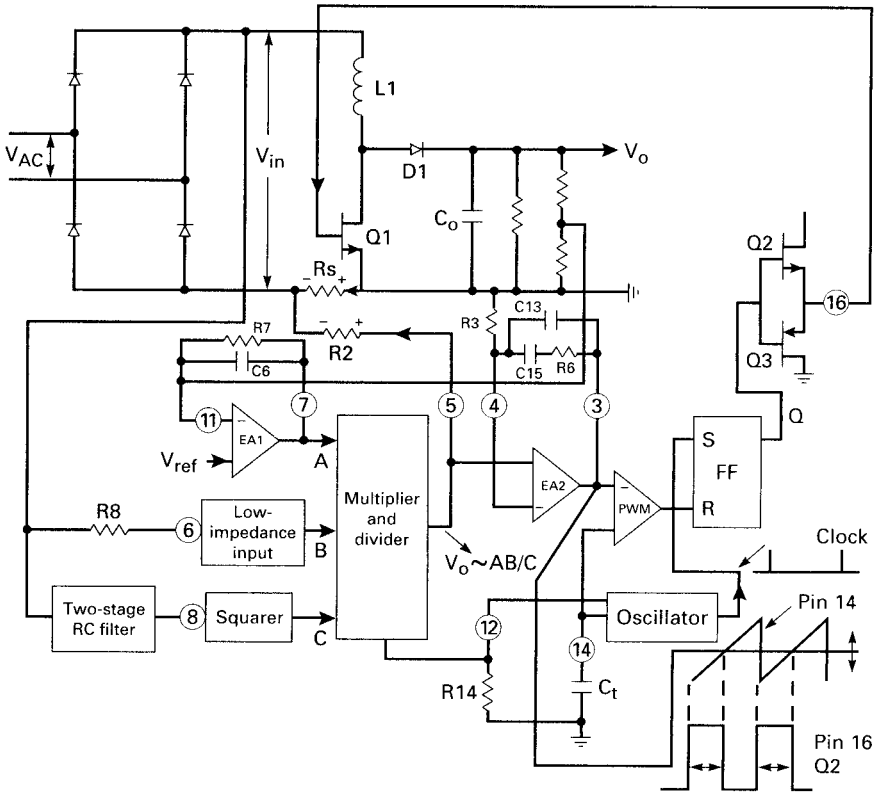 L1
V_AC
V_in
D1
V_o
Q1
C_o
Q2
16
- Rs +
C13
R3
- R2 +
R7
C6
C15
R6
Q3
11
7
5
4
3
Q
- EA1
V_ref
A
Multiplier and divider
EA2
-
- PWM
S
FF
R
R8
6
Low-impedance input
B
V_o ~ AB/C
Clock
Two-stage RC filter
8
Squarer
C
12
14
Oscillator
Pin 14
R14
C_t
Pin 16
Q2